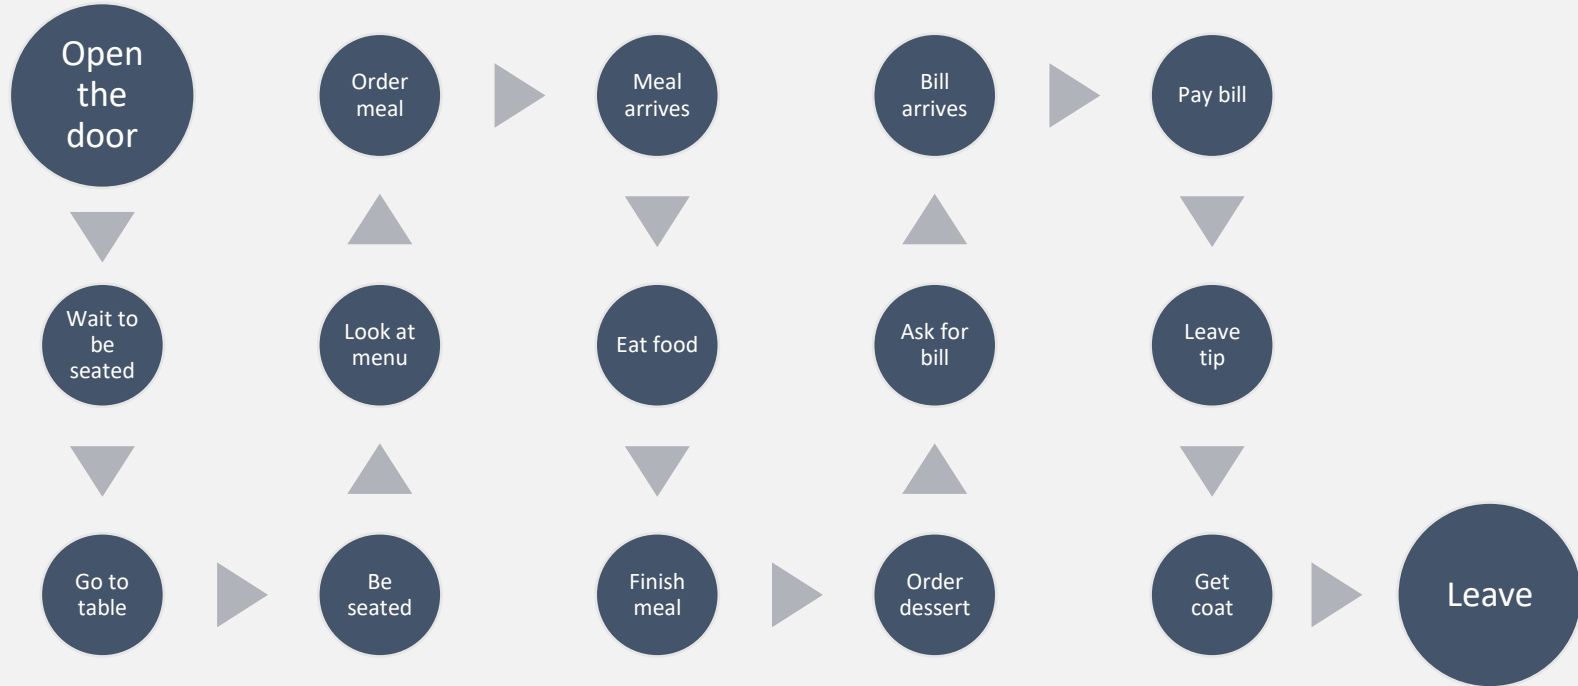 Open
the
door
Wait to
be
seated
Go to
table
Be
seated
Look at
menu
Order
meal
Meal
arrives
Eat food
Finish
meal
Order
dessert
Ask for
bill
Bill
arrives
Pay bill
Leave
tip
Get
coat
Leave